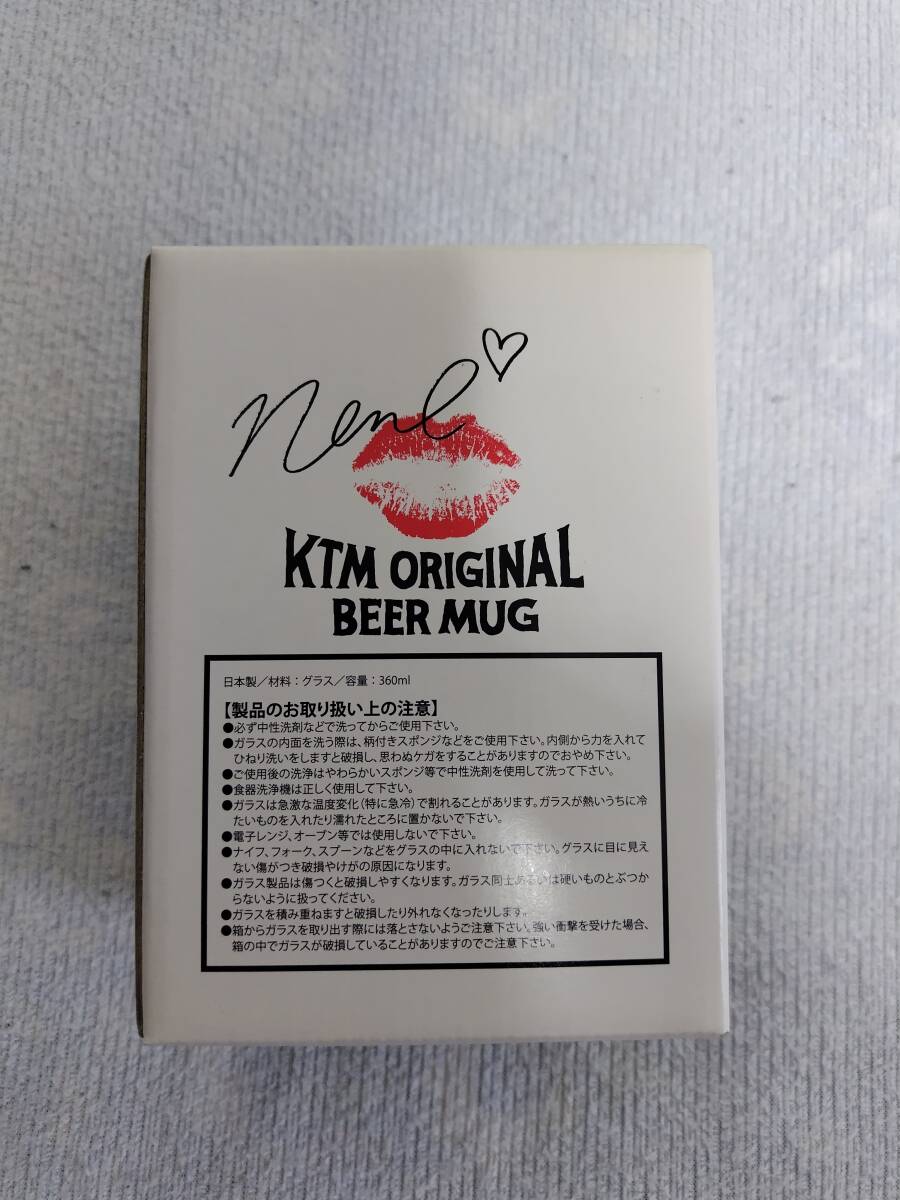 Nene♡
KTM ORIGINAL
BEER MUG
日本製／材料：グラス／容量：360ml
【製品のお取り扱い上の注意】
●必ず中性洗剤などで洗ってからご使用下さい。
●ガラスの内面を洗う際は、柄付きスポンジなどをご使用下さい。内側から力を入れて
ひねり洗いをしますと破損し、思わぬケガをすることがありますのでおやめ下さい。
●ご使用後の洗浄はやわらかいスポンジ等で中性洗剤を使用して洗って下さい。
●食器洗浄機は正しく使用して下さい。
●ガラスは急激な温度変化（特に急冷）で割れることがあります。ガラスが熱いうちに冷
たいものを入れたり濡れたところに置かないで下さい。
●電子レンジ、オーブン等では使用しないで下さい。
●ナイフ、フォーク、スプーンなどをグラスの中に入れないで下さい。グラスに目に見え
ない傷がつき破損やけがの原因になります。
●ガラス製品は傷つくと破損しやすくなります。ガラス同士あるいは硬いものとぶつか
らないように扱ってください。
●ガラスを積み重ねますと破損したり外れなくなったりします。
●箱からガラスを取り出す際には落とさないようご注意下さい。強い衝撃を受けた場合、
箱の中でガラスが破損していることがありますのでご注意下さい。